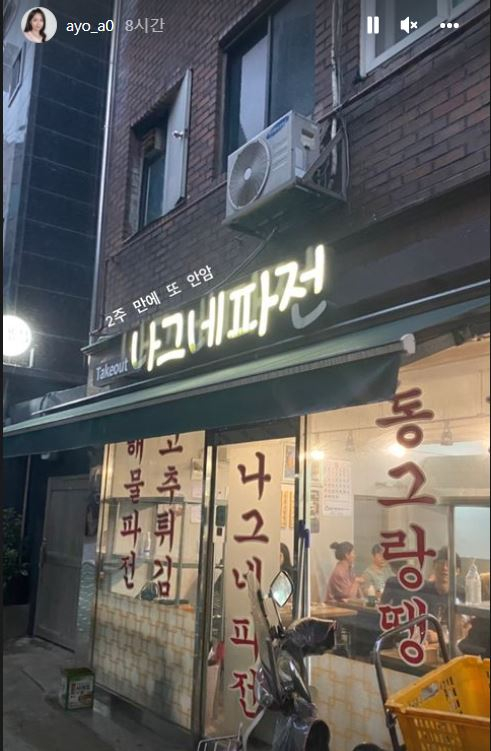 ayo_a0 8시간
2주 만에 또 안암
Takeout 나그네파전
해물파전
고추튀김
나그네파전
동그랑땡